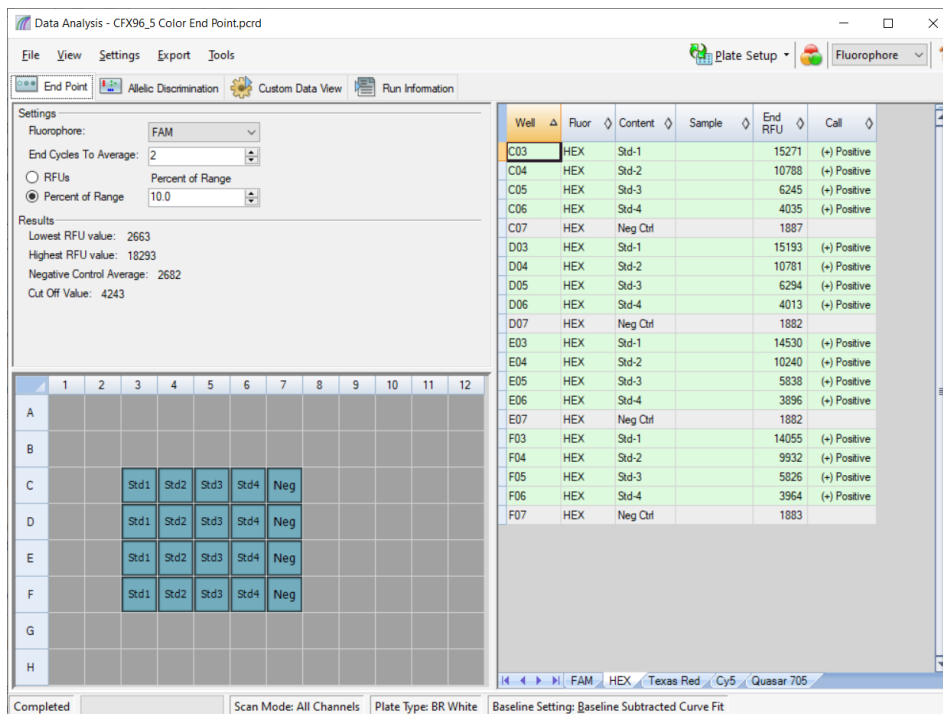 Data Analysis - CFX96_5 Color End Point.pcrd
File View Settings Export Tools Plate Setup Fluorophore
End Point Allelic Discrimination Custom Data View Run Information
Settings
Fluorophore: FAM
End Cycles To Average: 2
RFUs Percent of Range
Percent of Range 10.0
Results
Lowest RFU value: 2663
Highest RFU value: 18293
Negative Control Average: 2682
Cut Off Value: 4243
1 2 3 4 5 6 7 8 9 10 11 12
A
B
C Std1 Std2 Std3 Std4 Neg
D Std1 Std2 Std3 Std4 Neg
E Std1 Std2 Std3 Std4 Neg
F Std1 Std2 Std3 Std4 Neg
G
H
Well Fluor Content Sample End RFU Call
C03 HEX Std-1 15271 (+) Positive
C04 HEX Std-2 10788 (+) Positive
C05 HEX Std-3 6245 (+) Positive
C06 HEX Std-4 4035 (+) Positive
C07 HEX Neg Ctrl 1887
D03 HEX Std-1 15193 (+) Positive
D04 HEX Std-2 10781 (+) Positive
D05 HEX Std-3 6294 (+) Positive
D06 HEX Std-4 4013 (+) Positive
D07 HEX Neg Ctrl 1882
E03 HEX Std-1 14530 (+) Positive
E04 HEX Std-2 10240 (+) Positive
E05 HEX Std-3 5838 (+) Positive
E06 HEX Std-4 3896 (+) Positive
E07 HEX Neg Ctrl 1882
F03 HEX Std-1 14055 (+) Positive
F04 HEX Std-2 9932 (+) Positive
F05 HEX Std-3 5826 (+) Positive
F06 HEX Std-4 3964 (+) Positive
F07 HEX Neg Ctrl 1883
FAM HEX Texas Red Cy5 Quasar 705
Completed Scan Mode: All Channels Plate Type: BR White Baseline Setting: Baseline Subtracted Curve Fit